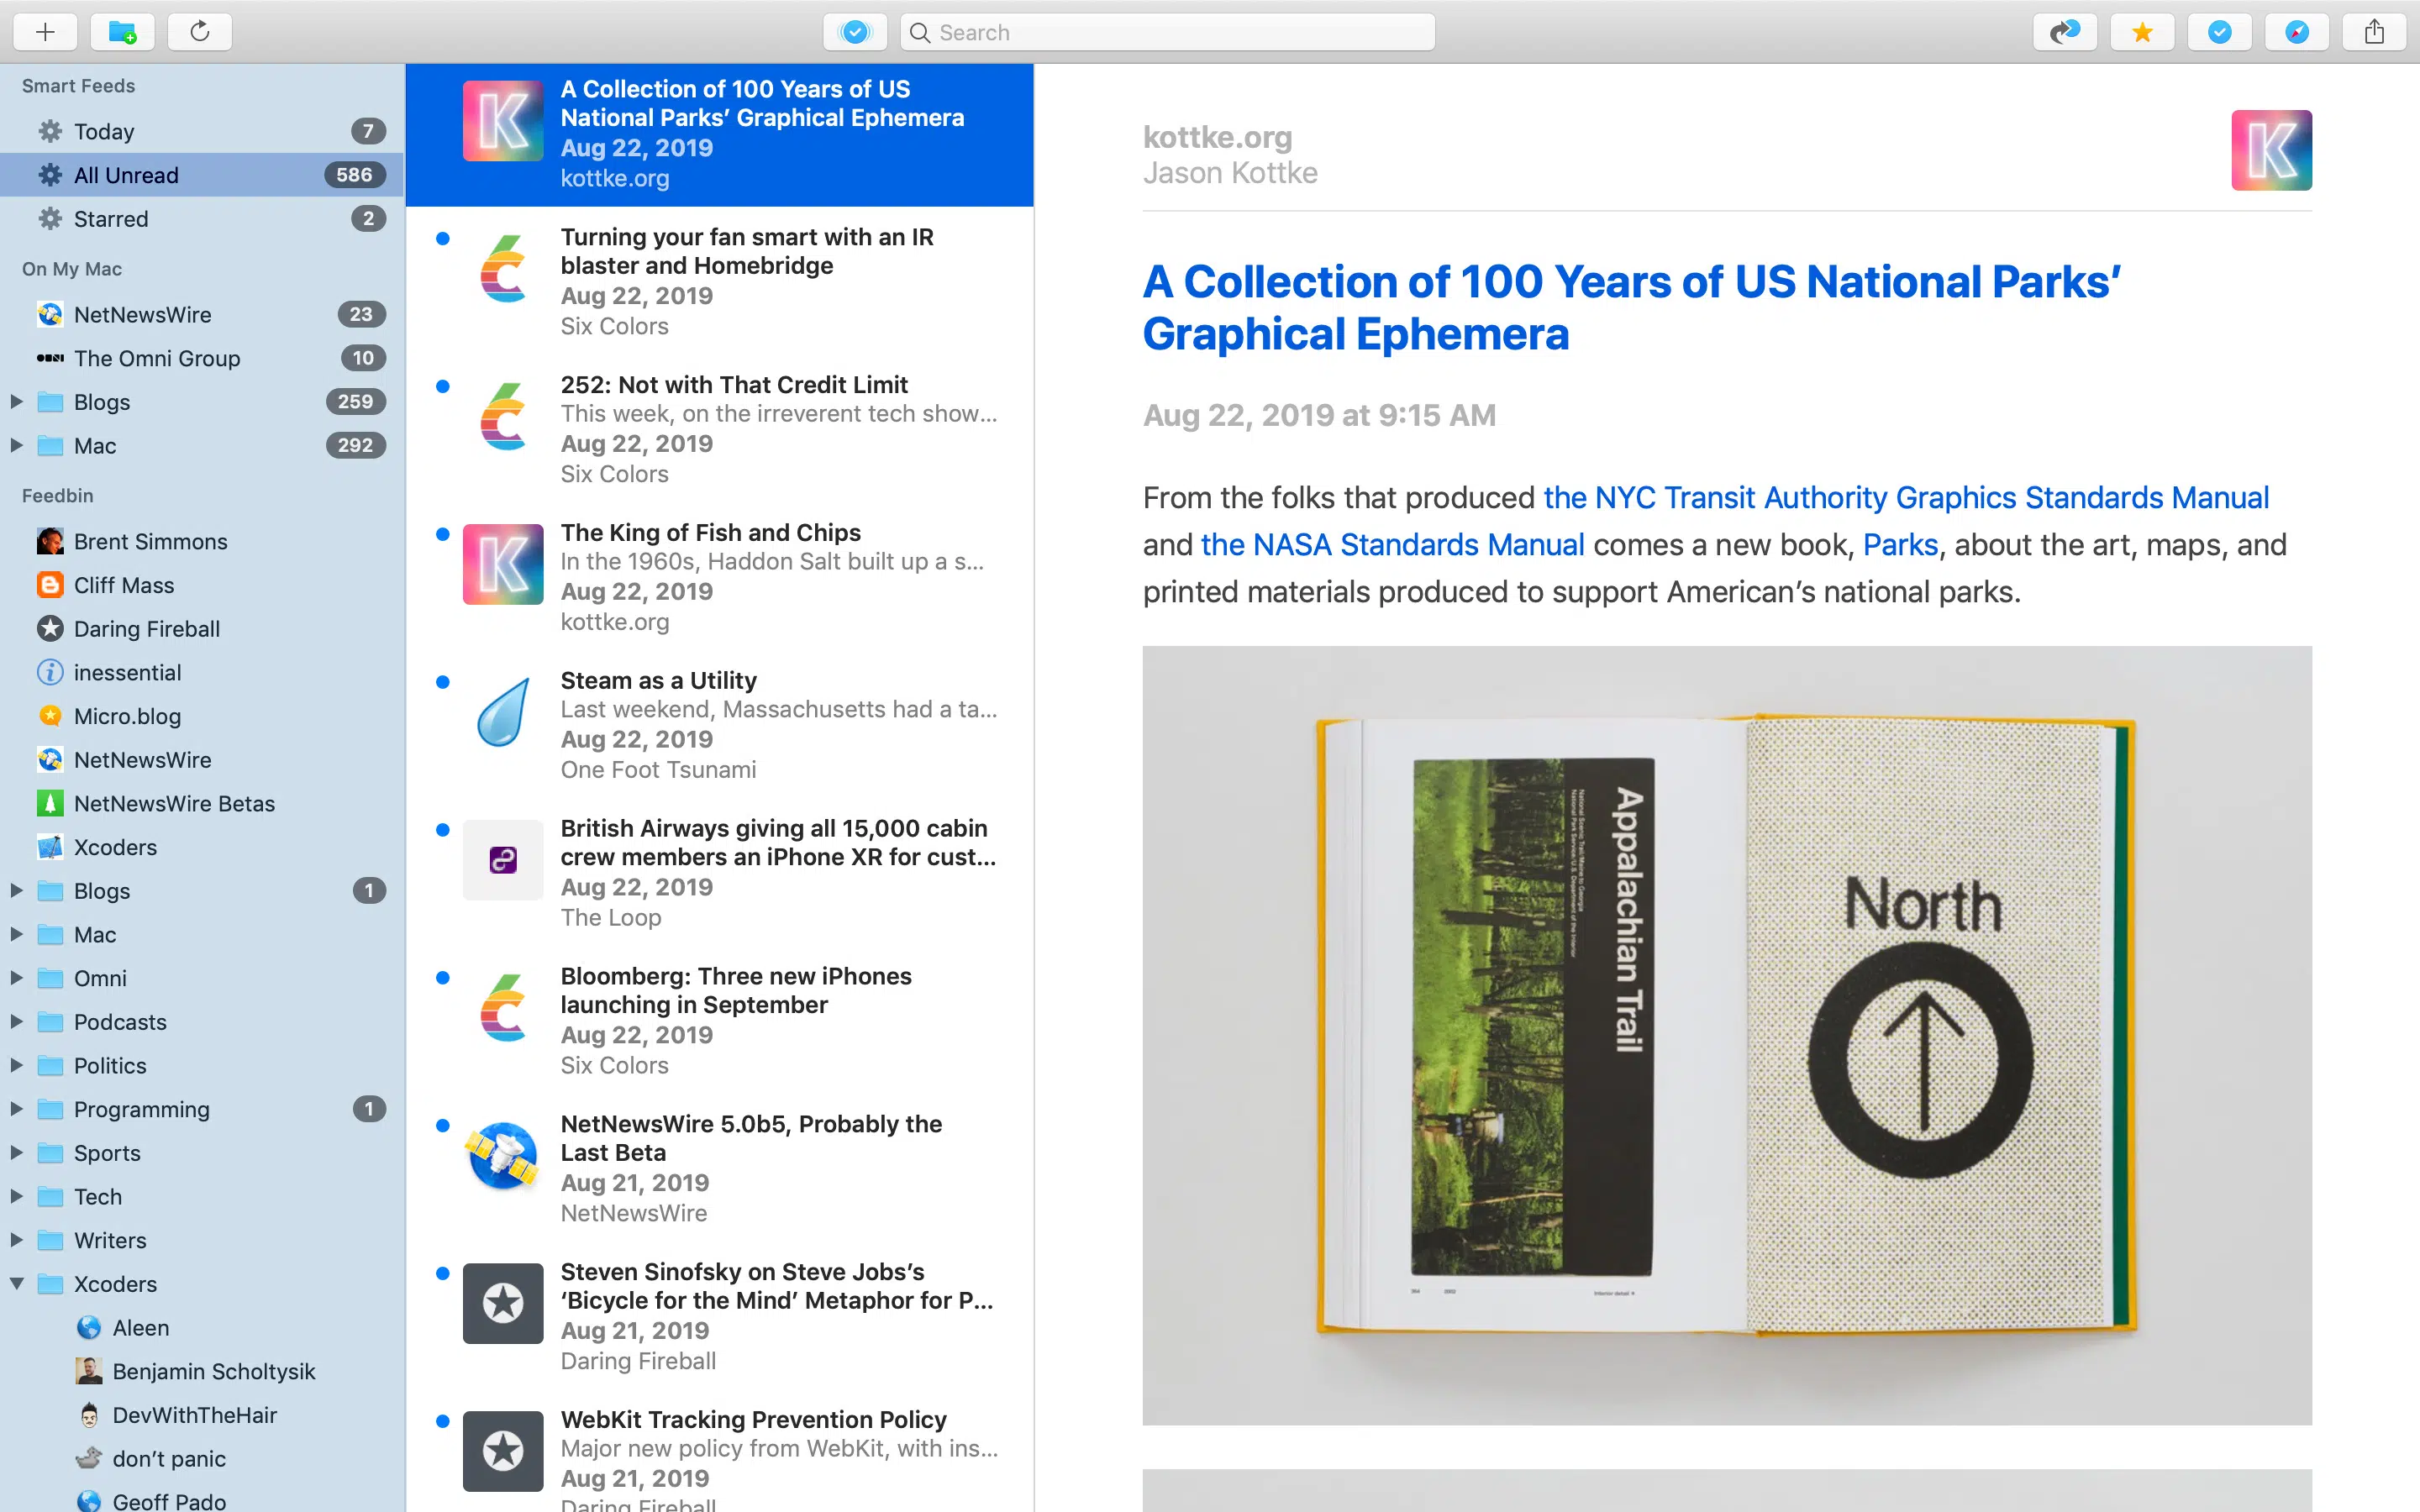 Search
Smart Feeds
Today 7
All Unread 586
Starred 2
On My Mac
NetNewsWire 23
The Omni Group 10
Blogs 259
Mac 292
Feedbin
Brent Simmons
Cliff Mass
Daring Fireball
inessential
Micro.blog
NetNewsWire
NetNewsWire Betas
Xcoders
Blogs 1
Mac
Omni
Podcasts
Politics
Programming 1
Sports
Tech
Writers
Xcoders
Aleen
Benjamin Scholtysik
DevWithTheHair
don’t panic
Geoff Pado
A Collection of 100 Years of US
National Parks’ Graphical Ephemera
Aug 22, 2019
kottke.org
Turning your fan smart with an IR
blaster and Homebridge
Aug 22, 2019
Six Colors
252: Not with That Credit Limit
This week, on the irreverent tech show...
Aug 22, 2019
Six Colors
The King of Fish and Chips
In the 1960s, Haddon Salt built up a s...
Aug 22, 2019
kottke.org
Steam as a Utility
Last weekend, Massachusetts had a ta...
Aug 22, 2019
One Foot Tsunami
British Airways giving all 15,000 cabin
crew members an iPhone XR for cust...
Aug 22, 2019
The Loop
Bloomberg: Three new iPhones
launching in September
Aug 22, 2019
Six Colors
NetNewsWire 5.0b5, Probably the
Last Beta
Aug 21, 2019
NetNewsWire
Steven Sinofsky on Steve Jobs’s
‘Bicycle for the Mind’ Metaphor for P...
Aug 21, 2019
Daring Fireball
WebKit Tracking Prevention Policy
Major new policy from WebKit, with ins...
Aug 21, 2019
Daring Fireball
kottke.org
Jason Kottke
A Collection of 100 Years of US National Parks’
Graphical Ephemera
Aug 22, 2019 at 9:15 AM
From the folks that produced the NYC Transit Authority Graphics Standards Manual
and the NASA Standards Manual comes a new book, Parks, about the art, maps, and
printed materials produced to support American’s national parks.
Appalachian Trail
National Scenic Trail/Maine to Georgia
National Park Service/U.S. Department of the Interior
North